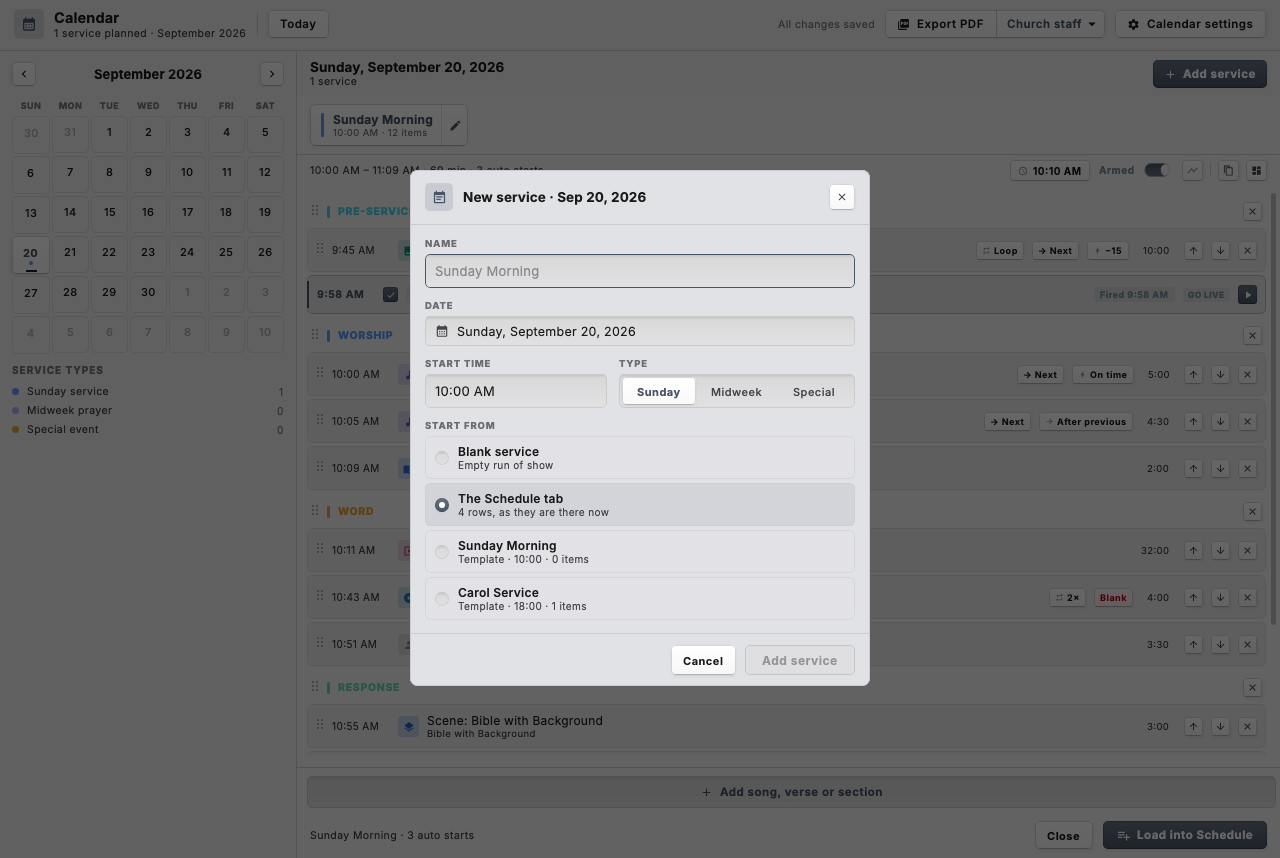 Calendar
1 service planned · September 2026
Today
All changes saved
Export PDF
Church staff
Calendar settings
September 2026
SUN MON TUE WED THU FRI SAT
30 31 1 2 3 4 5
6 7 8 9 10 11 12
13 14 15 16 17 18 19
20 21 22 23 24 25 26
27 28 29 30 1 2 3
4 5 6 7 8 9 10
SERVICE TYPES
Sunday service 1
Midweek prayer 0
Special event 0
Sunday, September 20, 2026
1 service
Add service
Sunday Morning
10:00 AM · 12 items
10:00 AM – 11:09 AM · 69 min · 3 auto starts
10:10 AM
Armed
PRE-SERVIC
9:45 AM Loop Next −15 10:00
9:58 AM Fired 9:58 AM GO LIVE
WORSHIP
10:00 AM Next On time 5:00
10:05 AM Next After previous 4:30
10:09 AM 2:00
WORD
10:11 AM 32:00
10:43 AM 2× Blank 4:00
10:51 AM 3:30
RESPONSE
10:55 AM Scene: Bible with Background 3:00
Bible with Background
Add song, verse or section
Sunday Morning · 3 auto starts
Close
Load into Schedule
New service · Sep 20, 2026
NAME
Sunday Morning
DATE
Sunday, September 20, 2026
START TIME TYPE
10:00 AM Sunday Midweek Special
START FROM
Blank service
Empty run of show
The Schedule tab
4 rows, as they are there now
Sunday Morning
Template · 10:00 · 0 items
Carol Service
Template · 18:00 · 1 items
Cancel
Add service